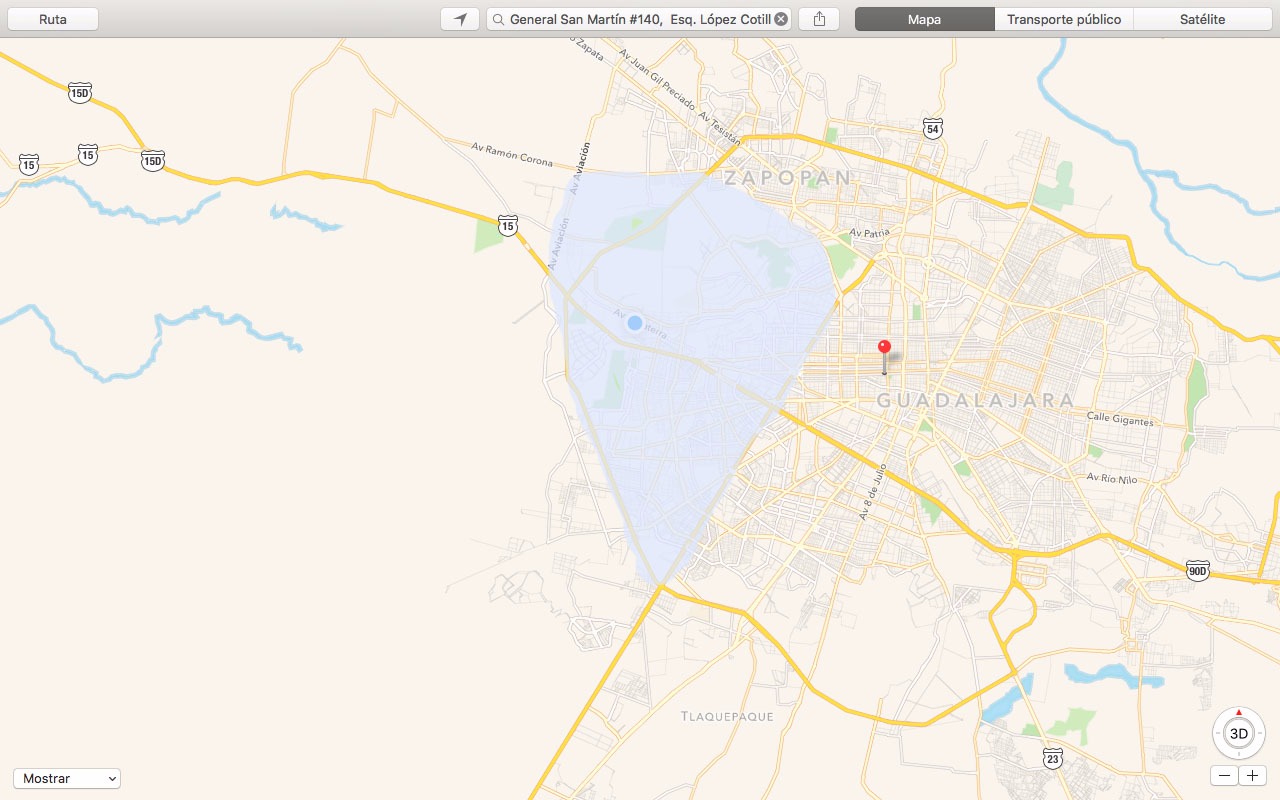 Ruta
General San Martín #140, Esq. López Cotill
Mapa
Transporte público
Satélite
Zapata
Av Juan Gil Preciado
15D
Av Tesistán
54
15
15
15D
Av Ramón Corona
Av Aviación
ZAPOPAN
15
Av Aviación
Av Patria
GUADALAJARA
Calle Gigantes
Av Río Nilo
Av 8 de Julio
90D
TLAQUEPAQUE
3D
23
Mostrar